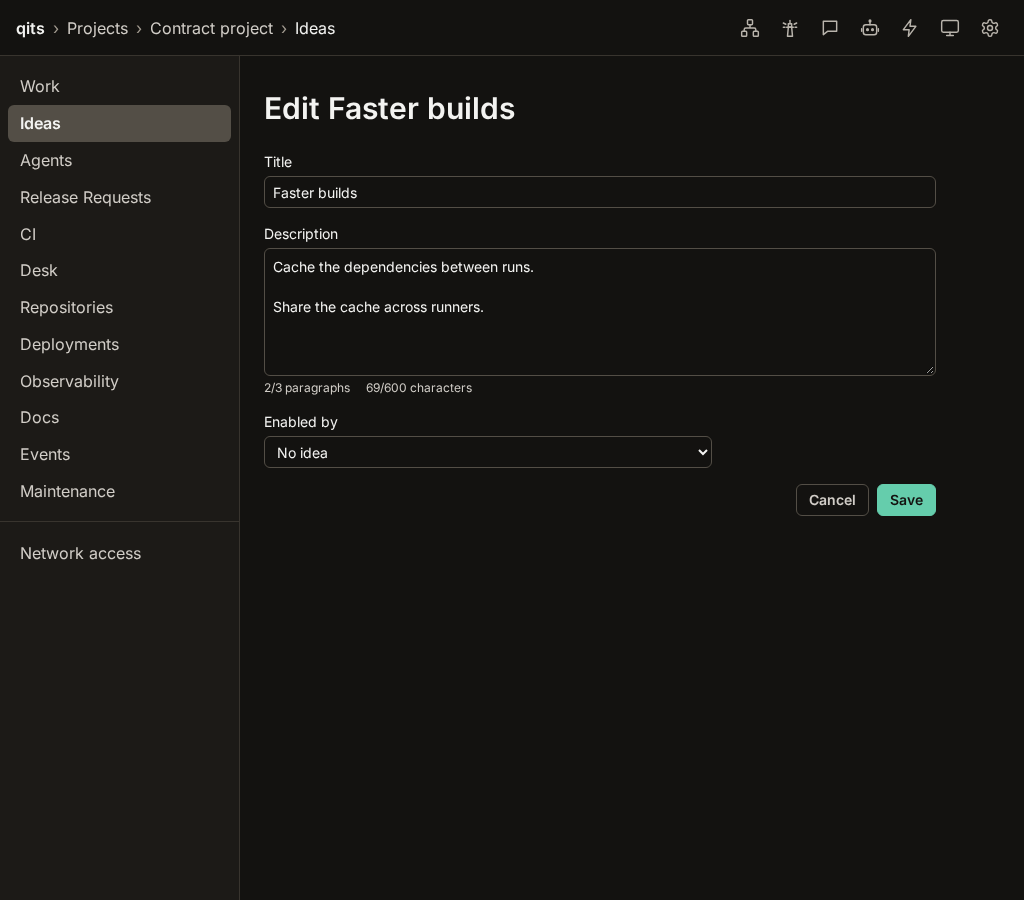 qits › Projects › Contract project › Ideas
Work
Ideas
Agents
Release Requests
CI
Desk
Repositories
Deployments
Observability
Docs
Events
Maintenance
Network access
Edit Faster builds
Title
Faster builds
Description
Cache the dependencies between runs.
Share the cache across runners.
2/3 paragraphs 69/600 characters
Enabled by
No idea
Cancel Save